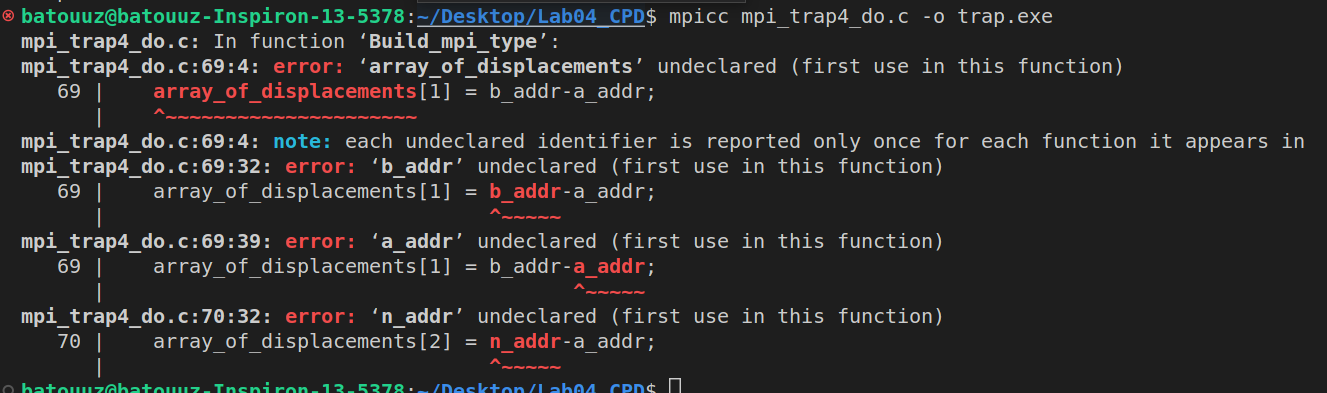 batouuz@batouuz-Inspiron-13-5378:~/Desktop/Lab04_CPD$ mpicc mpi_trap4_do.c -o trap.exe
mpi_trap4_do.c: In function ‘Build_mpi_type’:
mpi_trap4_do.c:69:4: error: ‘array_of_displacements’ undeclared (first use in this function)
   69 |    array_of_displacements[1] = b_addr-a_addr;
      |    ^~~~~~~~~~~~~~~~~~~~~~
mpi_trap4_do.c:69:4: note: each undeclared identifier is reported only once for each function it appears in
mpi_trap4_do.c:69:32: error: ‘b_addr’ undeclared (first use in this function)
   69 |    array_of_displacements[1] = b_addr-a_addr;
      |                                ^~~~~~
mpi_trap4_do.c:69:39: error: ‘a_addr’ undeclared (first use in this function)
   69 |    array_of_displacements[1] = b_addr-a_addr;
      |                                       ^~~~~~
mpi_trap4_do.c:70:32: error: ‘n_addr’ undeclared (first use in this function)
   70 |    array_of_displacements[2] = n_addr-a_addr;
      |                                ^~~~~~
batouuz@batouuz-Inspiron-13-5378:~/Desktop/Lab04_CPD$